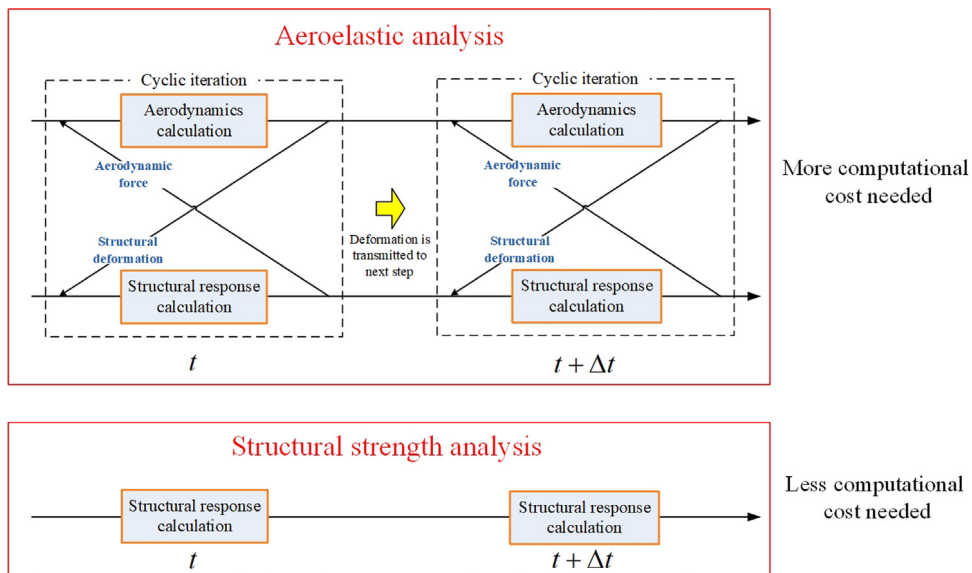 Aeroelastic analysis
Cyclic iteration
Cyclic iteration
Aerodynamics
calculation
Aerodynamics
calculation
Aerodynamic
force
Aerodynamic
force
More computational
cost needed
Structural
deformation
Deformation is
transmitted to
next step
Structural
deformation
Structural response
calculation
Structural response
calculation
t
t + Δt
Structural strength analysis
Structural response
calculation
Structural response
calculation
Less computational
cost needed
t
t + Δt